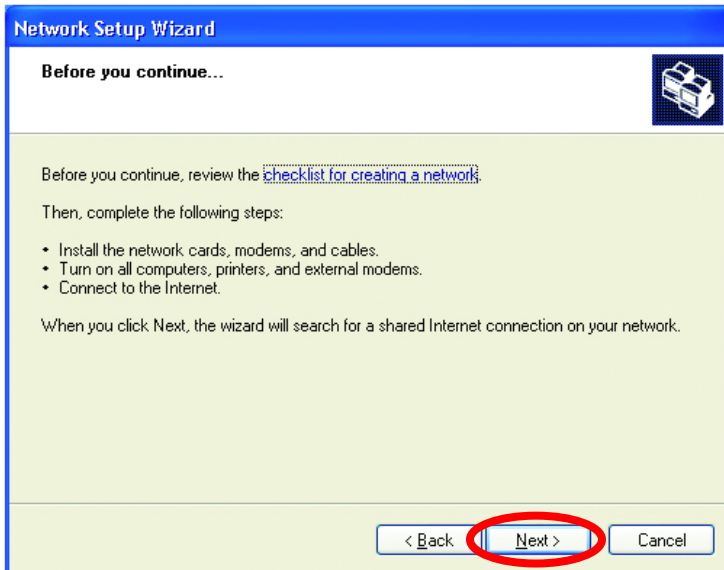 Network Setup Wizard
Before you continue...
Before you continue, review the checklist for creating a network.
Then, complete the following steps:
• Install the network cards, modems, and cables.
• Turn on all computers, printers, and external modems.
• Connect to the Internet.
When you click Next, the wizard will search for a shared Internet connection on your network.
< Back Next > Cancel